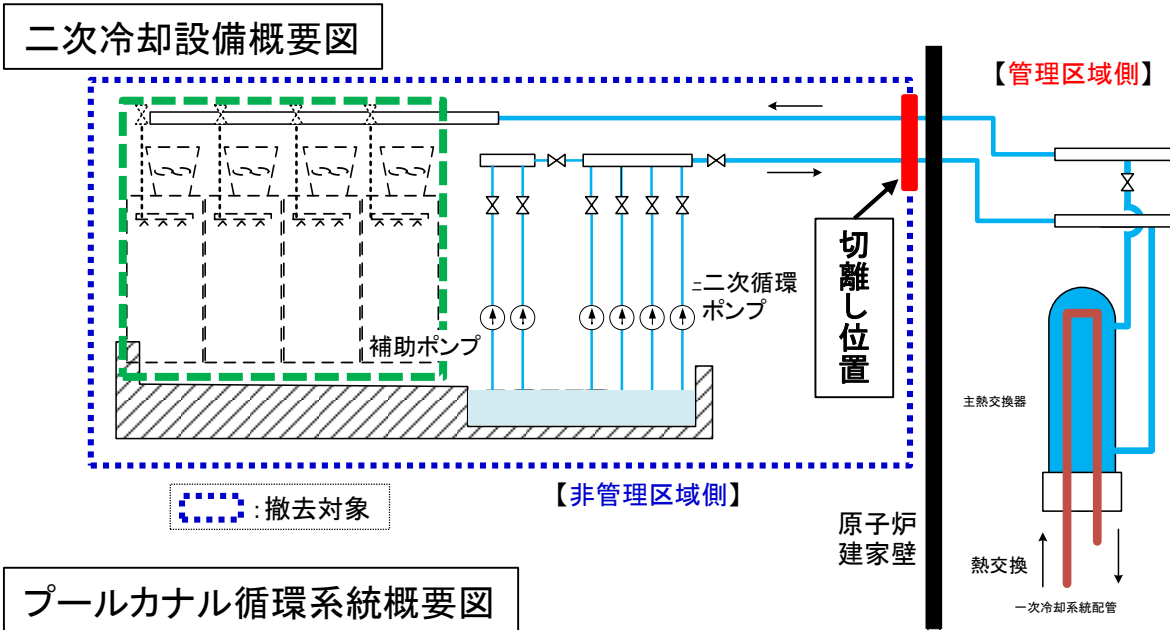 二次冷却設備概要図
【管理区域側】
切離し位置
二次循環
ポンプ
補助ポンプ
主熱交換器
【非管理区域側】
：撤去対象
原子炉
建家壁
熱交換
一次冷却系統配管
プールカナル循環系統概要図